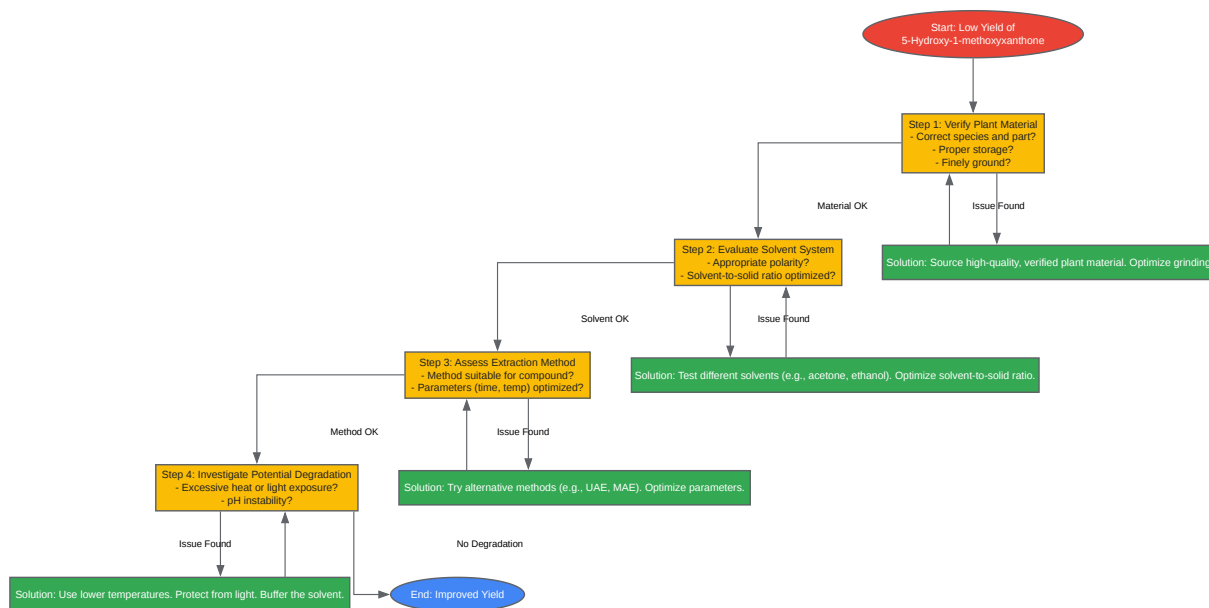 Start: Low Yield of
5-Hydroxy-1-methoxyxanthone
Step 1: Verify Plant Material
- Correct species and part?
- Proper storage?
- Finely ground?
Material OK
Issue Found
Step 2: Evaluate Solvent System
- Appropriate polarity?
- Solvent-to-solid ratio optimized?
Solution: Source high-quality, verified plant material. Optimize grinding
Solvent OK
Issue Found
Step 3: Assess Extraction Method
- Method suitable for compound?
- Parameters (time, temp) optimized?
Solution: Test different solvents (e.g., acetone, ethanol). Optimize solvent-to-solid ratio.
Method OK
Issue Found
Step 4: Investigate Potential Degradation
- Excessive heat or light exposure?
- pH instability?
Solution: Try alternative methods (e.g., UAE, MAE). Optimize parameters.
Issue Found
No Degradation
Solution: Use lower temperatures. Protect from light. Buffer the solvent.
End: Improved Yield